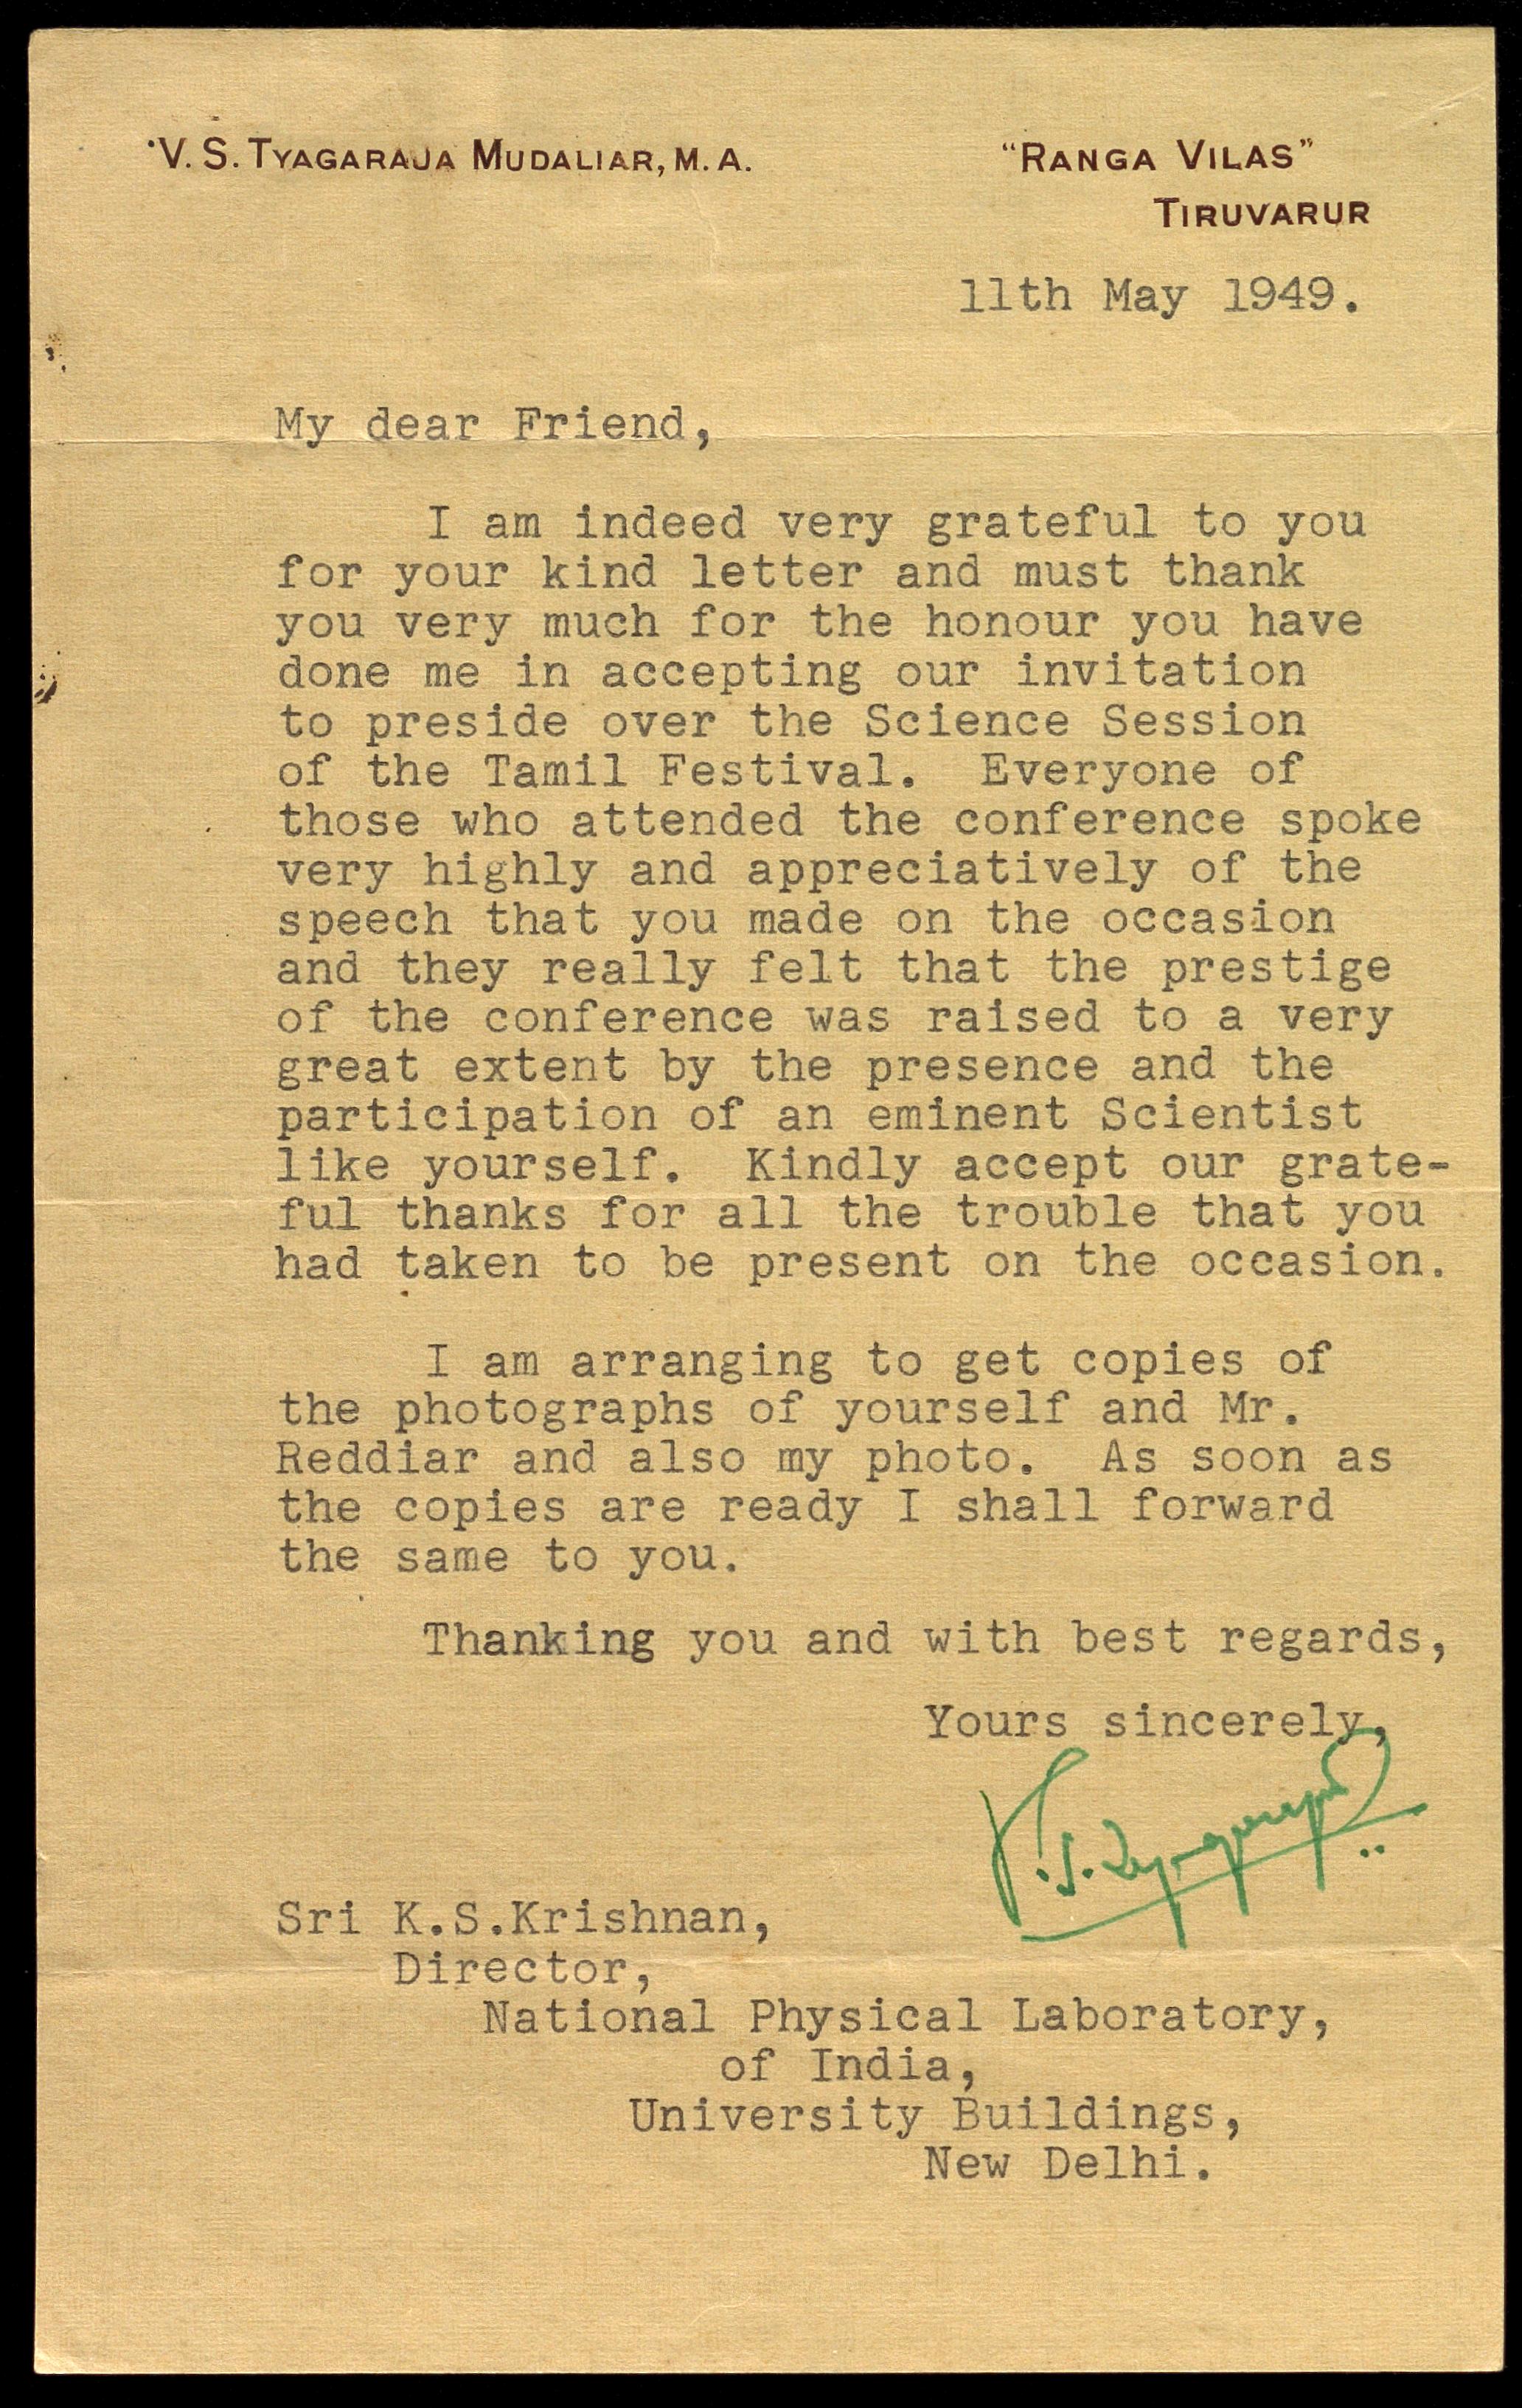 V. S. TYAGARAJA MUDALIAR, M. A.
"RANGA VILAS"
TIRUVARUR
11th May 1949.
My dear Friend,
I am indeed very grateful to you
for your kind letter and must thank
you very much for the honour you have
done me in accepting our invitation
to preside over the Science Session
of the Tamil Festival. Everyone of
those who attended the conference spoke
very highly and appreciatively of the
speech that you made on the occasion
and they really felt that the prestige
of the conference was raised to a very
great extent by the presence and the
participation of an eminent Scientist
like yourself. Kindly accept our grate-
ful thanks for all the trouble that you
had taken to be present on the occasion.
I am arranging to get copies of
the photographs of yourself and Mr.
Reddiar and also my photo. As soon as
the copies are ready I shall forward
the same to you.
Thanking you and with best regards,
Yours sincerely,
V. S. Tyagaraja
Sri K.S.Krishnan,
Director,
National Physical Laboratory,
of India,
University Buildings,
New Delhi.